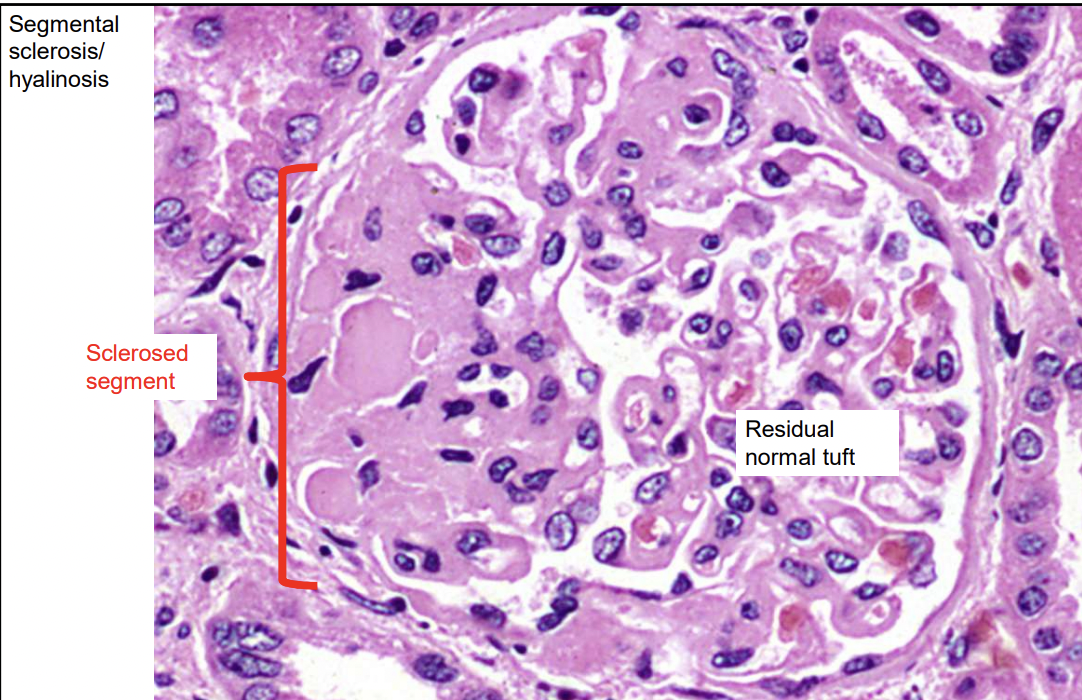 Segmental
sclerosis/
hyalinosis
Sclerosed
segment
Residual
normal tuft